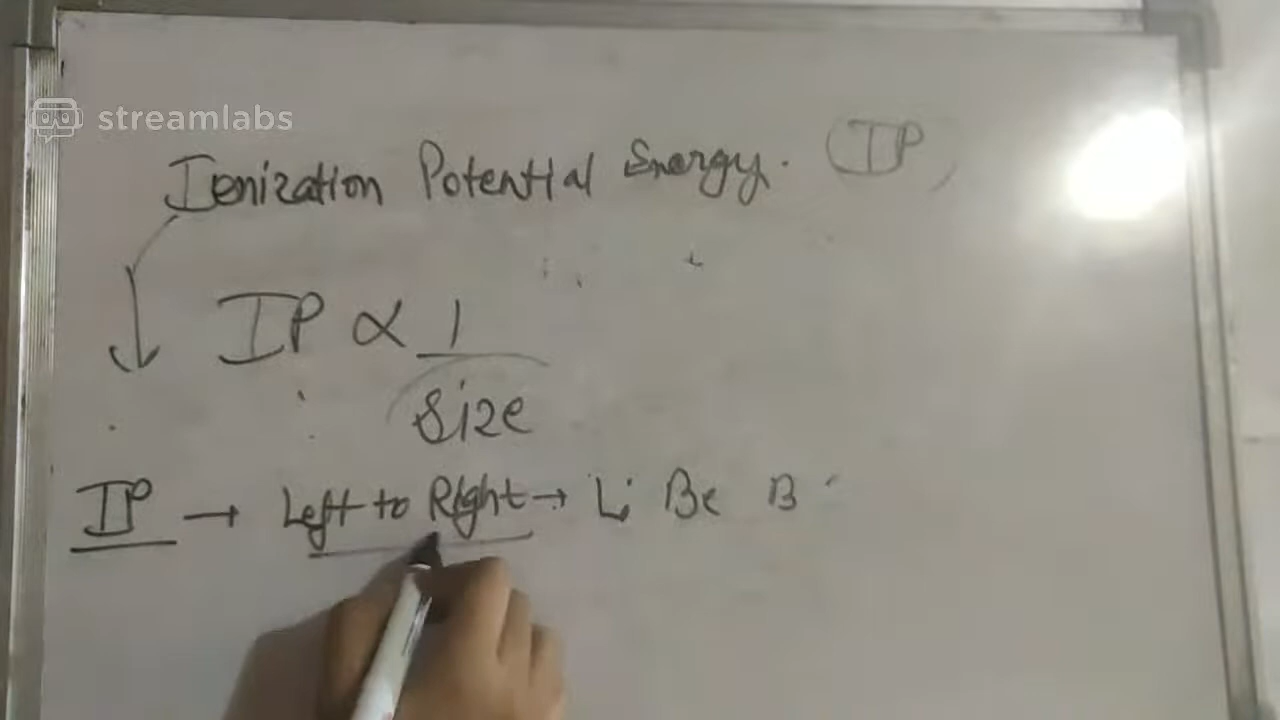 streamlabs
Ionization Potential Energy. (IP)
IP ∝ 1
Size
IP → Left to Right → Li Be B